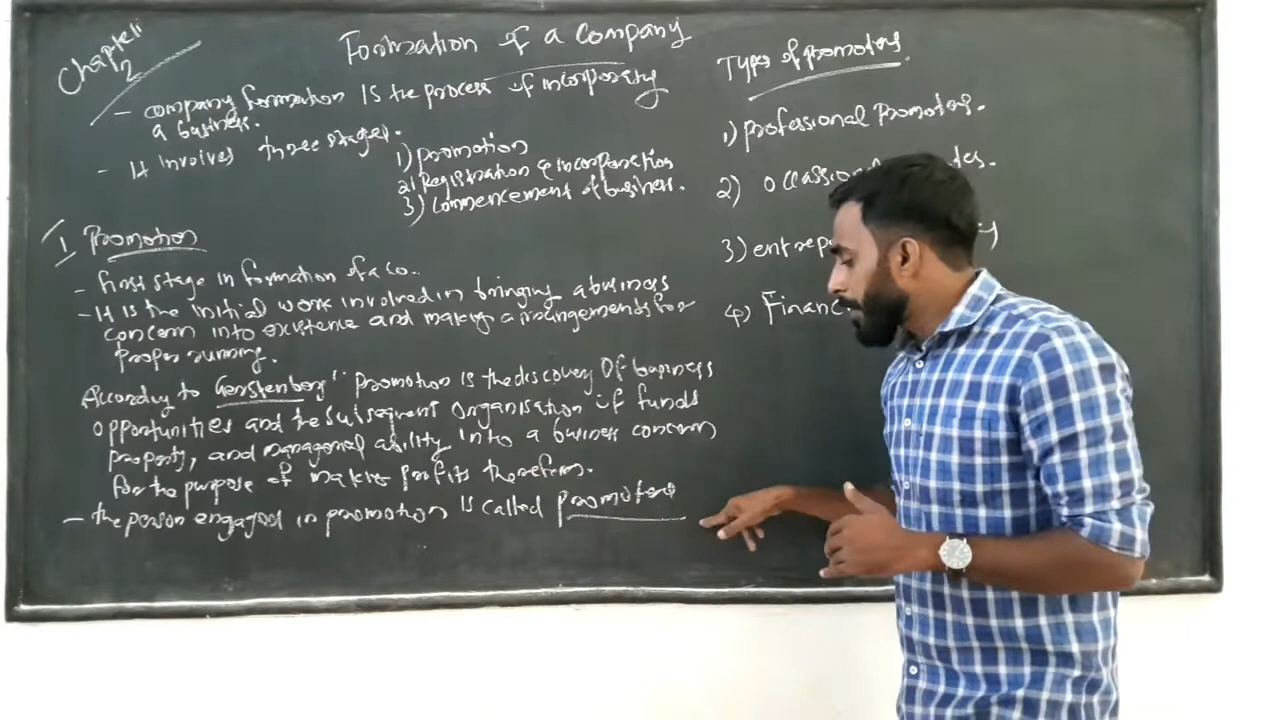 Chapter
2
Formation of a company
- company formation is the process of incorporating
a business.
- It involves three stages.
1) promotion
2) Registration & incorporation
3) Commencement of business.
1 Promotion
- First stage in formation of a co.
- It is the initial work involved in bringing a business
concern into existence and making arrangements for
proper running.
According to Gerstenberg " promotion is the discovery of business
opportunities and the subsequent organisation of funds
property, and managerial ability into a business concern
for the purpose of making profits therefrom.
- the person engaged in promotion is called promoters
Types of promoters.
1) professional promoters.
2)
3)
4)